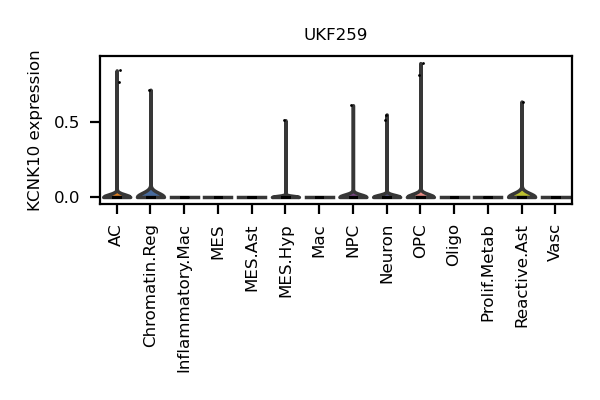 UKF259
KCNK10 expression
0.5
0.0
AC
Chromatin.Reg
Inflammatory.Mac
MES
MES.Ast
MES.Hyp
Mac
NPC
Neuron
OPC
Oligo
Prolif.Metab
Reactive.Ast
Vasc